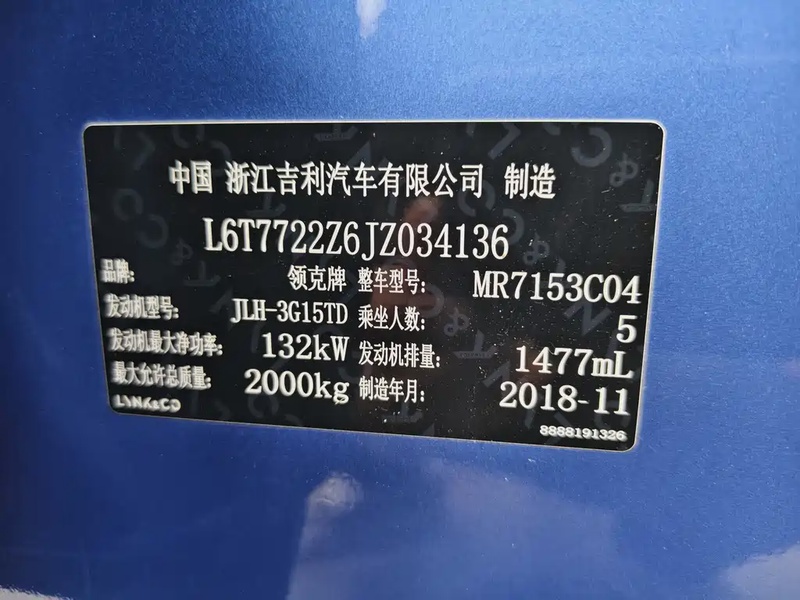 中国 浙江吉利汽车有限公司 制造
L6T7722Z6JZ034136
品牌: 领克牌 整车型号: MR7153C04
发动机型号: JLH-3G15TD 乘坐人数: 5
发动机最大净功率: 132kW 发动机排量: 1477mL
最大允许总质量: 2000kg 制造年月: 2018-11
LYNK&CO
8888191326